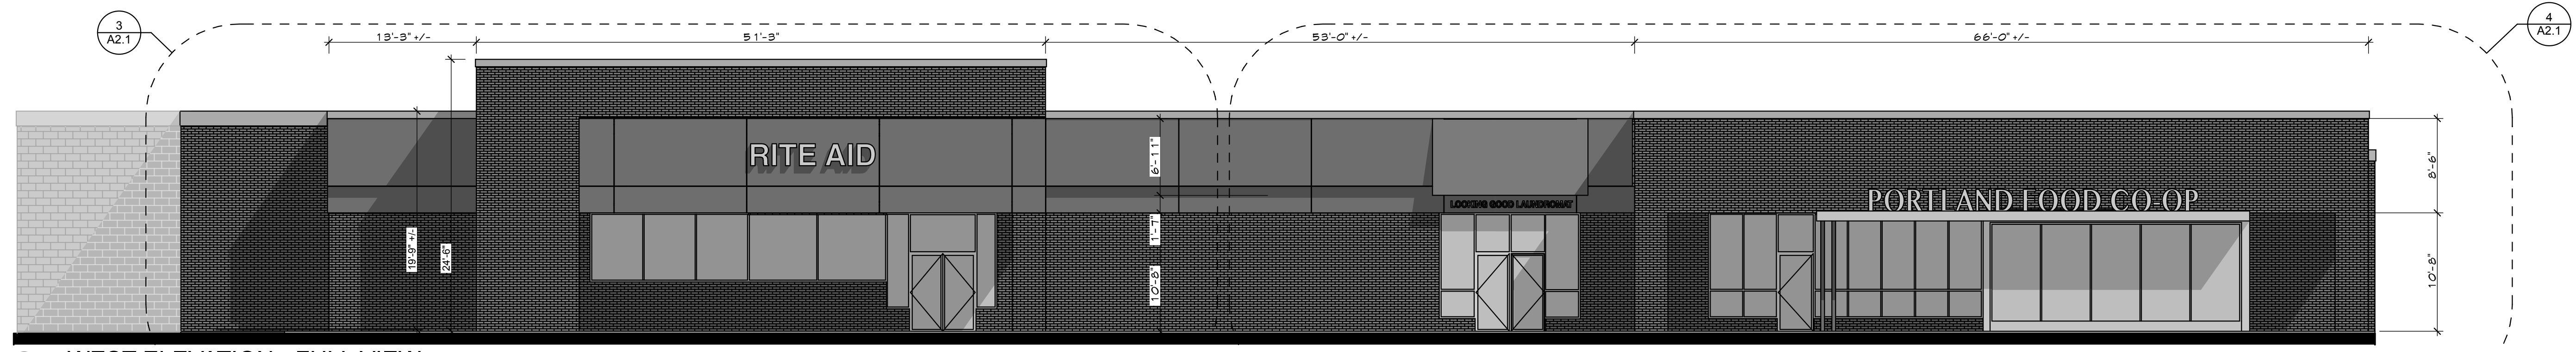 3
A2.1
4
A2.1
13'-3" +/-
51'-3"
53'-0" +/-
66'-0" +/-
RITE AID
6'-11"
8'-6"
LOOKING GOOD LAUNDROMAT
PORTLAND FOOD CO-OP
19'-9" +/-
24'-6"
1'-7"
10'-8"
10'-8"
WEST ELEVATION - FULL VIEW